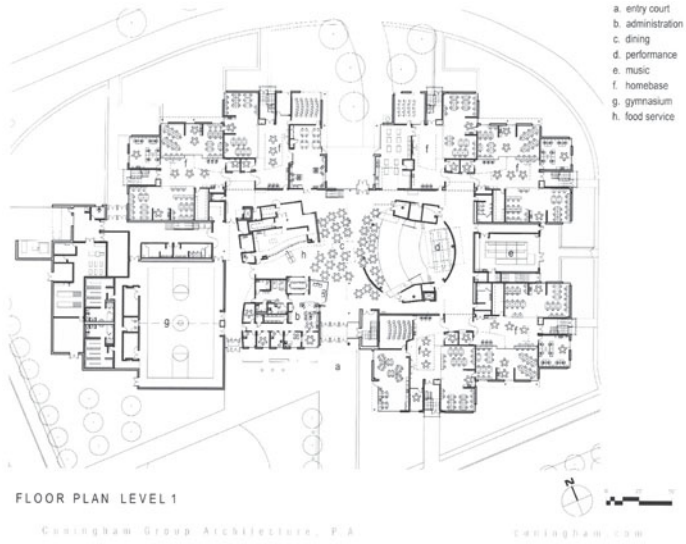 a. entry court
b. administration
c. dining
d. performance
e. music
f. homebase
g. gymnasium
h. food service
f
f
f
f
h
c
d
e
g
b
f
f
a
FLOOR PLAN LEVEL 1
N
Cuningham Group Architecture, P.A.
cuningham.com